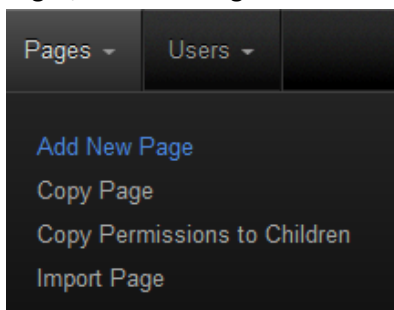 Pages Users
Add New Page
Copy Page
Copy Permissions to Children
Import Page